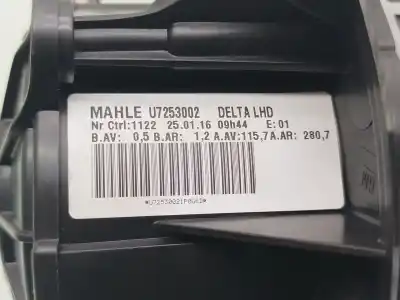 MAHLE U7253002 DELTA LHD
Nr Ctrl:1122 25.01.16 09h44 E:01
B.AV: 0,5 B.AR: 1.2 A.AV:115,7 A.AR: 280,7